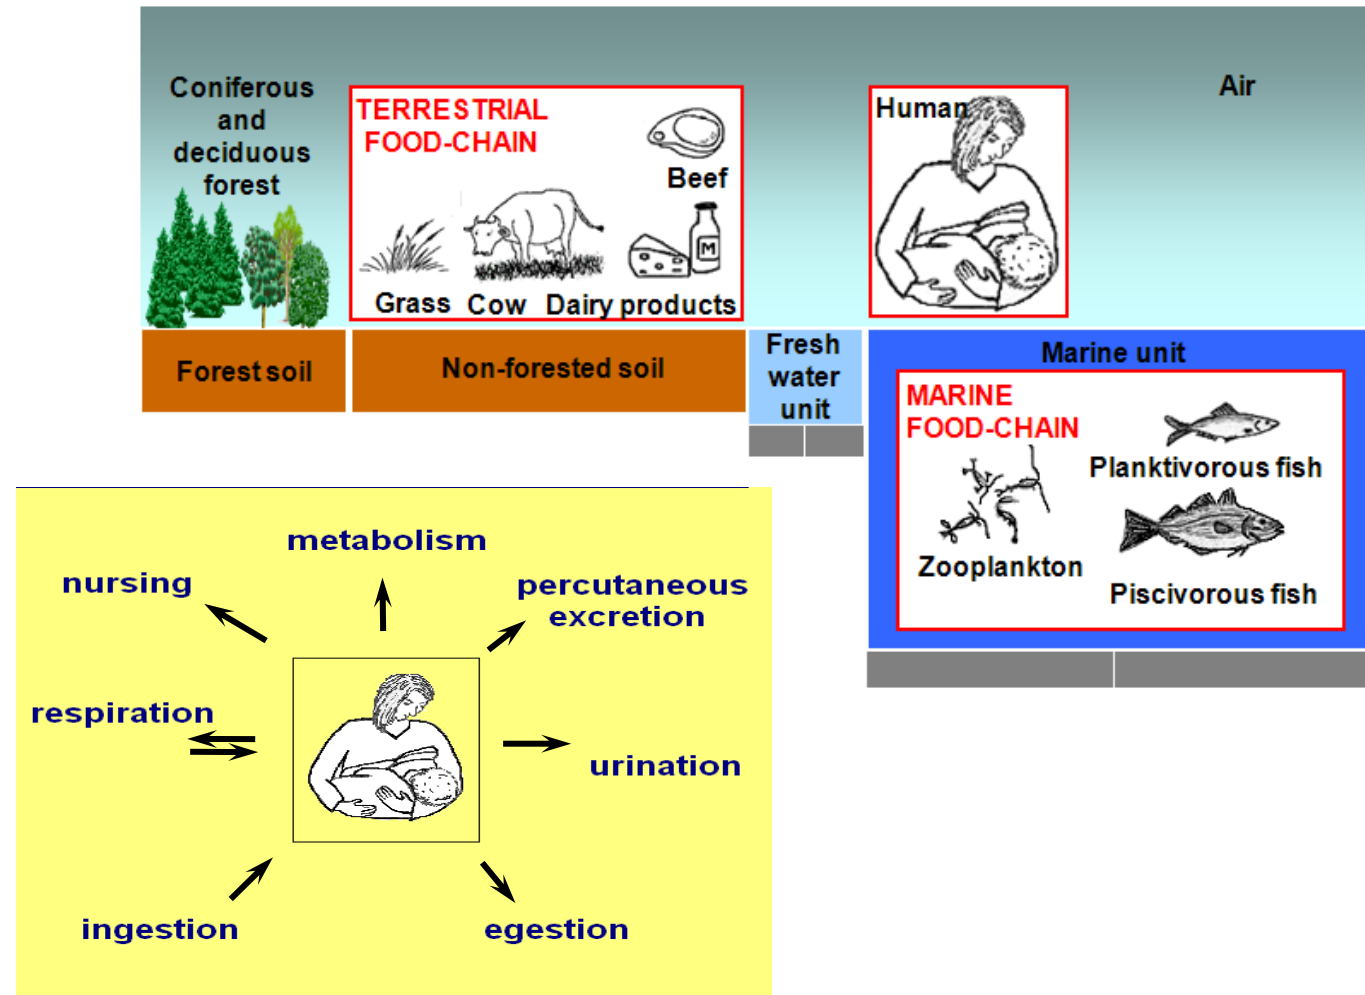 Coniferous
and
deciduous
forest
TERRESTRIAL
FOOD-CHAIN
Beef
M
Grass
Cow
Dairy products
Human
Air
Forest soil
Non-forested soil
Fresh
water
unit
Marine unit
MARINE
FOOD-CHAIN
Planktivorous fish
Zooplankton
Piscivorous fish
metabolism
nursing
percutaneous
excretion
respiration
urination
ingestion
egestion